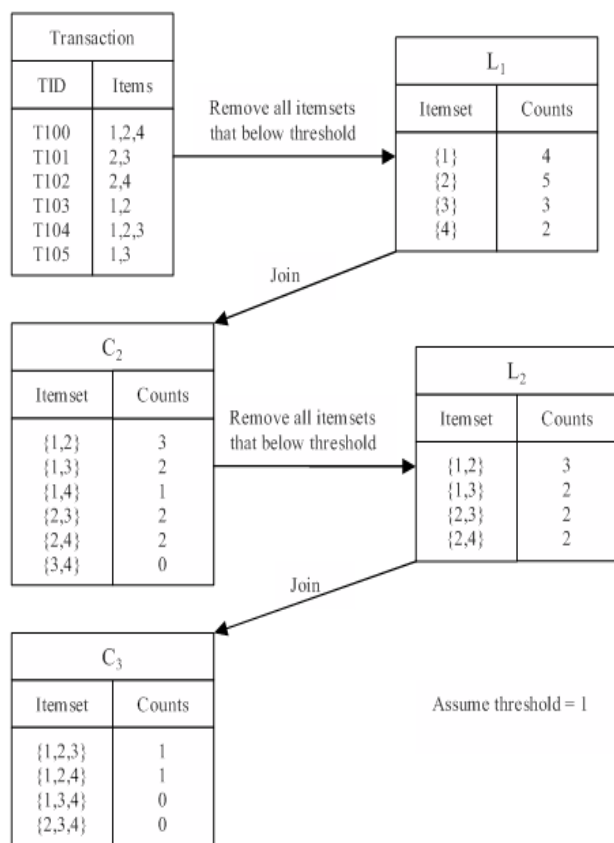 Transaction
TID Items
T100 1,2,4
T101 2,3
T102 2,4
T103 1,2
T104 1,2,3
T105 1,3
Remove all itemsets
that below threshold
L1
Itemset Counts
{1} 4
{2} 5
{3} 3
{4} 2
Join
C2
Itemset Counts
{1,2} 3
{1,3} 2
{1,4} 1
{2,3} 2
{2,4} 2
{3,4} 0
Remove all itemsets
that below threshold
L2
Itemset Counts
{1,2} 3
{1,3} 2
{2,3} 2
{2,4} 2
Join
C3
Itemset Counts
{1,2,3} 1
{1,2,4} 1
{1,3,4} 0
{2,3,4} 0
Assume threshold = 1